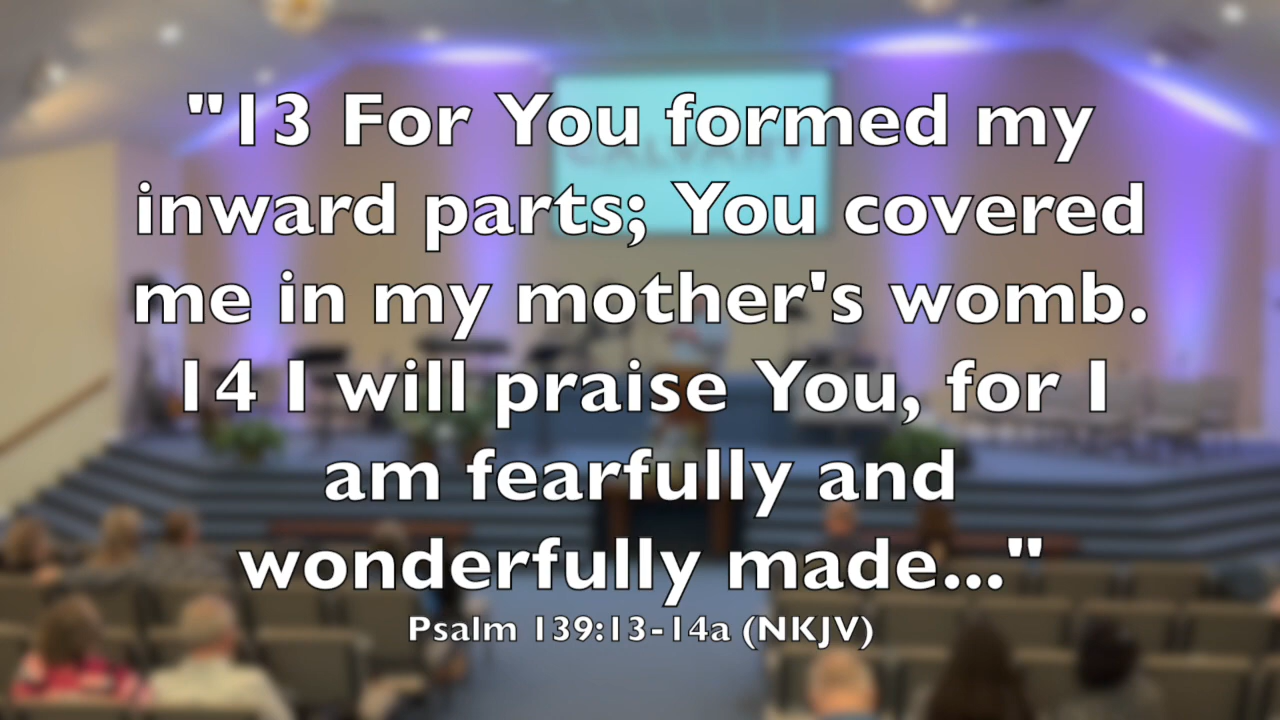 "13 For You formed my
inward parts; You covered
me in my mother's womb.
14 I will praise You, for I
am fearfully and
wonderfully made..."
Psalm 139:13-14a (NKJV)